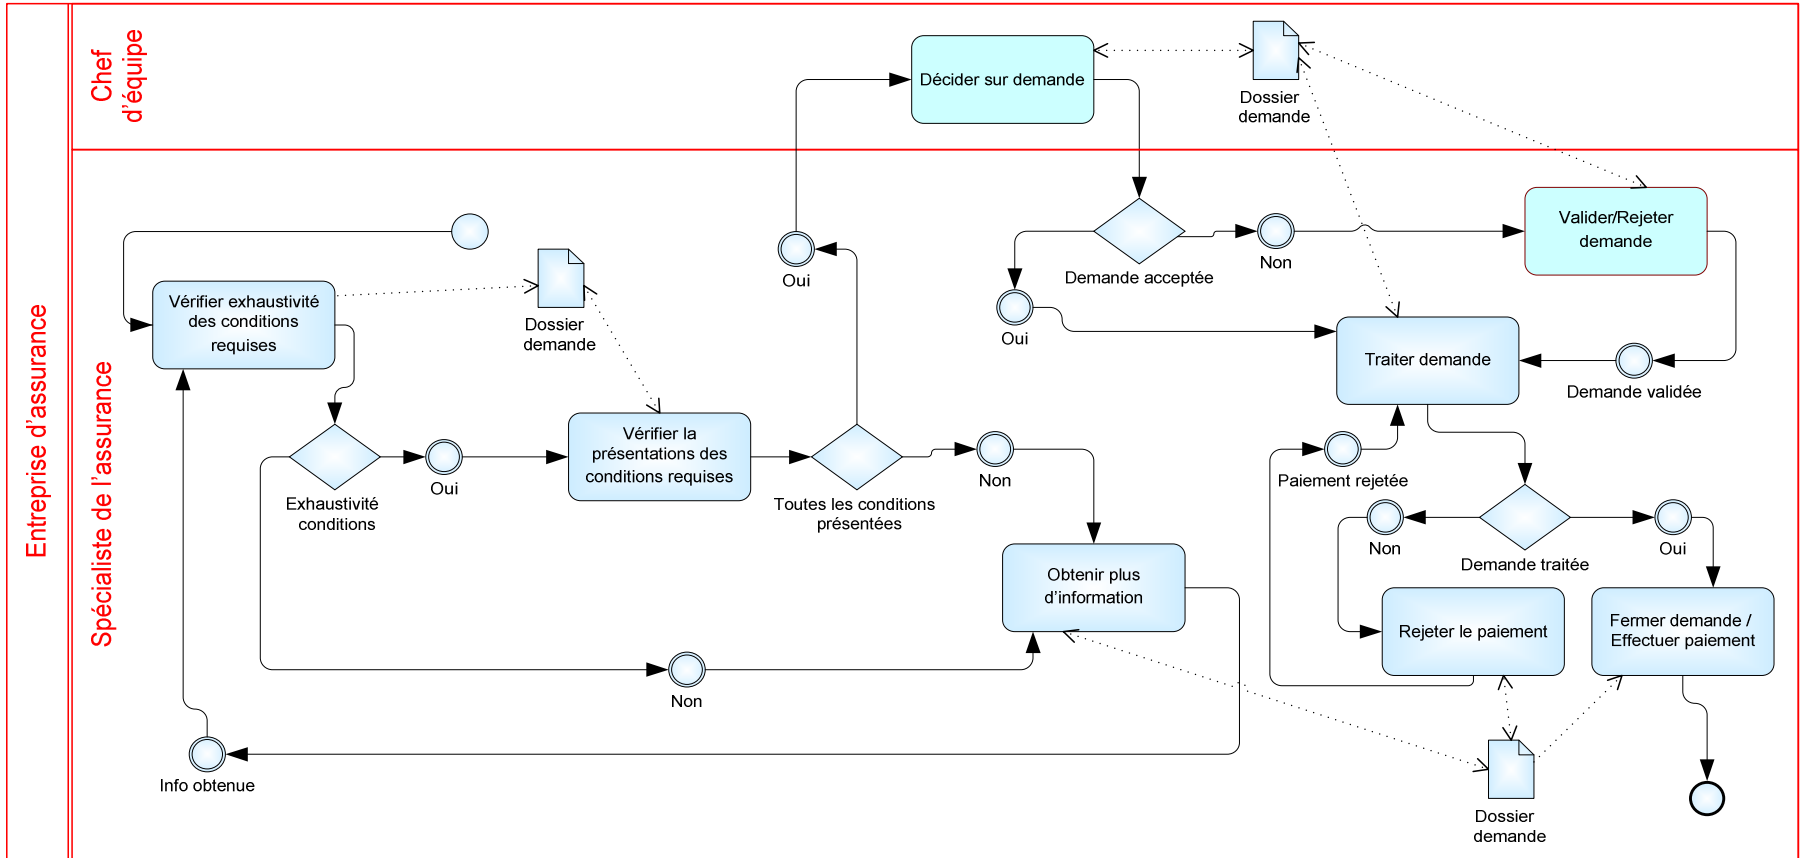 Entreprise d'assurance
Chef
d'équipe
Spécialiste de l'assurance
Décider sur demande
Dossier
demande
Valider/Rejeter
demande
Demande acceptée
Non
Oui
Oui
Vérifier exhaustivité
des conditions
requises
Dossier
demande
Traiter demande
Demande validée
Exhaustivité
conditions
Oui
Vérifier la
présentations des
conditions requises
Toutes les conditions
présentées
Non
Paiement rejetée
Non
Demande traitée
Oui
Obtenir plus
d'information
Rejeter le paiement
Fermer demande /
Effectuer paiement
Non
Info obtenue
Dossier
demande